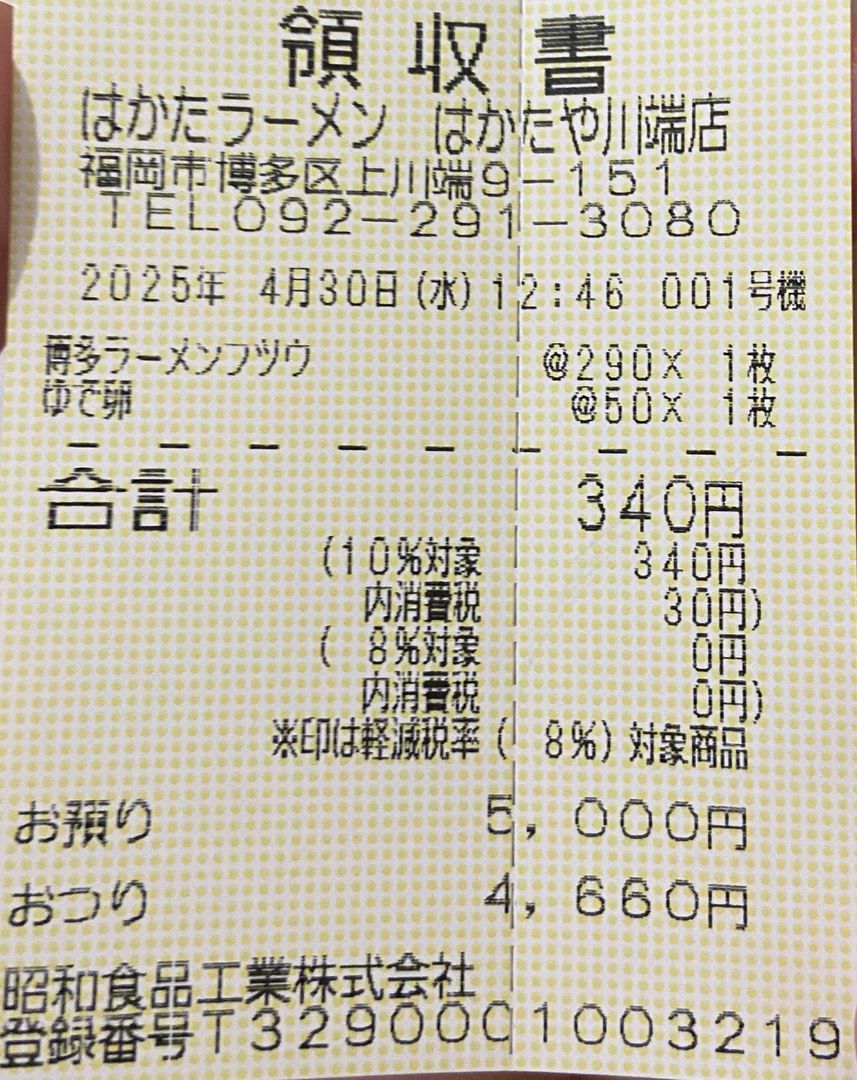 領収書
はかたラーメン はかたや川端店
福岡市博多区上川端9-151
TEL092-291-3080
2025年 4月30日(水)12:46 001号機
博多ラーメンフツウ @290X 1枚
ゆで卵 @50X 1枚
合計 340円
(10%対象 340円
内消費税 30円)
( 8%対象 0円
内消費税 0円)
※印は軽減税率( 8%)対象商品
お預り 5,000円
おつり 4,660円
昭和食品工業株式会社
登録番号T3290001003219